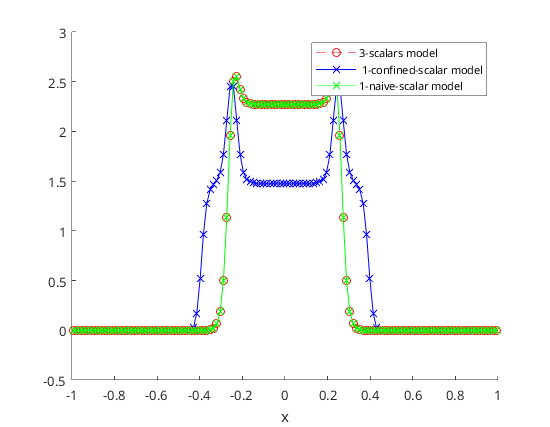 3
2.5
2
1.5
1
0.5
0
-0.5
3-scalars model
1-confined-scalar model
1-naive-scalar model
-1 -0.8 -0.6 -0.4 -0.2 0 0.2 0.4 0.6 0.8 1
x